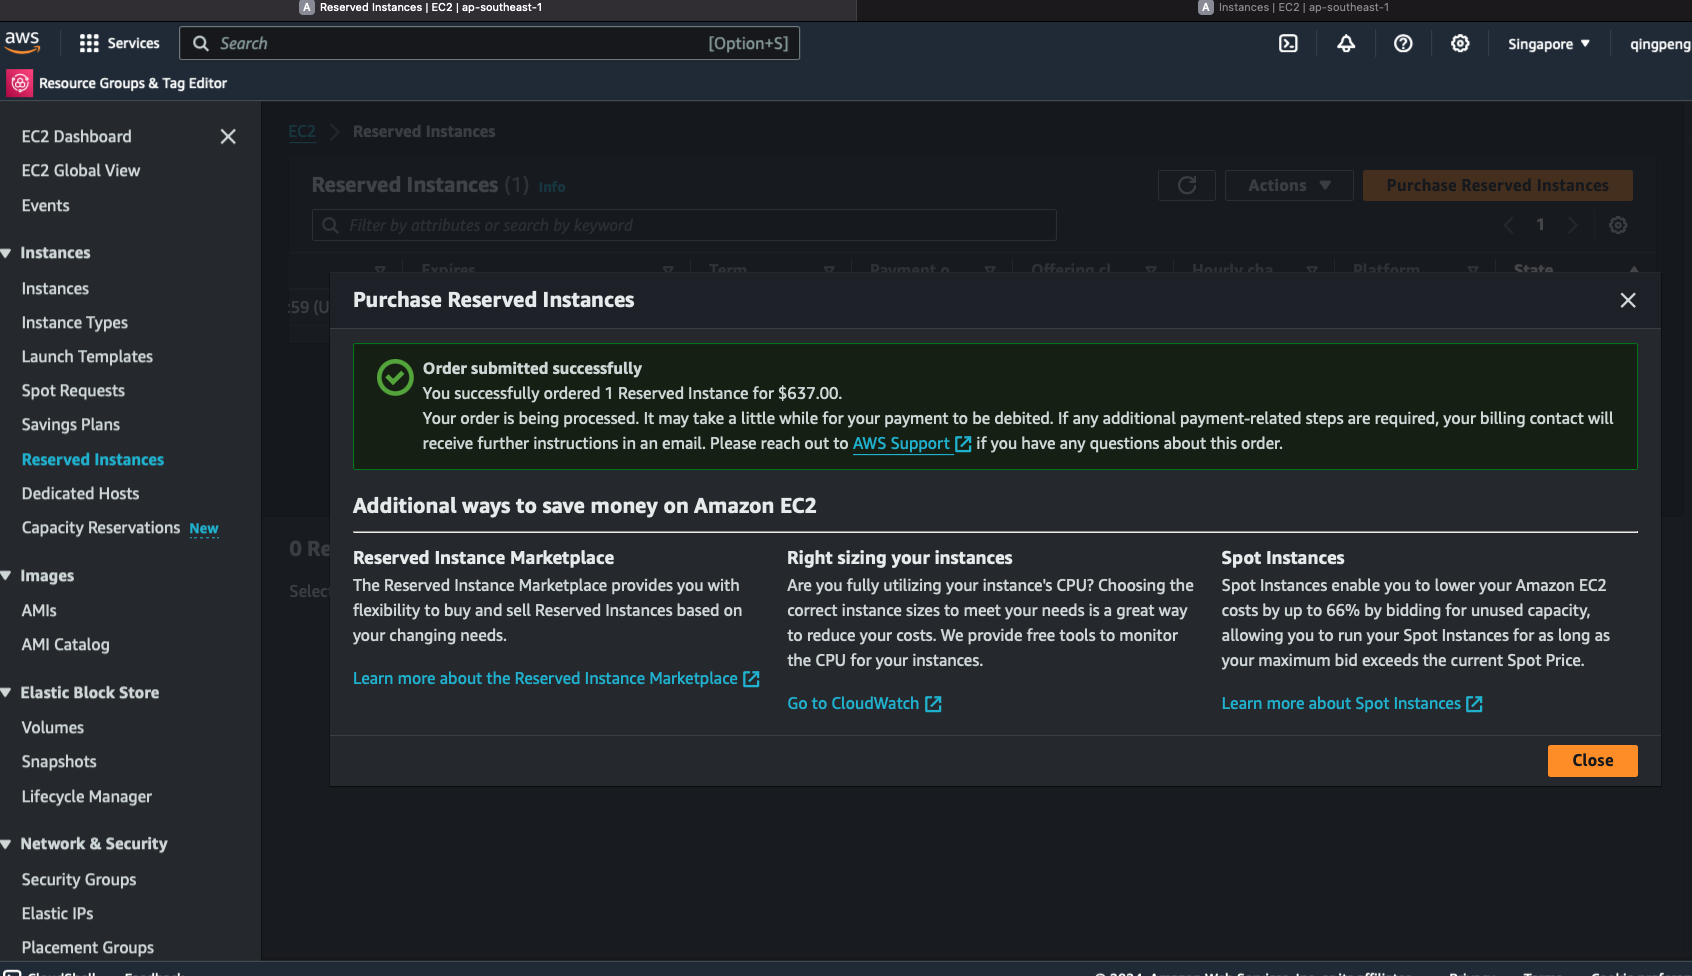 Reserved Instances | EC2 | ap-southeast-1
Instances | EC2 | ap-southeast-1
aws
Services
Search
[Option+S]
Singapore
qingpeng
Resource Groups & Tag Editor
EC2 Dashboard
EC2 Global View
Events
Instances
Instances
Instance Types
Launch Templates
Spot Requests
Savings Plans
Reserved Instances
Dedicated Hosts
Capacity Reservations New
Images
AMIs
AMI Catalog
Elastic Block Store
Volumes
Snapshots
Lifecycle Manager
Network & Security
Security Groups
Elastic IPs
Placement Groups
EC2 > Reserved Instances
Reserved Instances (1) Info
Actions
Purchase Reserved Instances
Filter by attributes or search by keyword
1
Expires
Term
Payment o
Offering cl
Hourly cha
Platform
State
:59 (U
0 Re
Selec
Purchase Reserved Instances
Order submitted successfully
You successfully ordered 1 Reserved Instance for $637.00.
Your order is being processed. It may take a little while for your payment to be debited. If any additional payment-related steps are required, your billing contact will
receive further instructions in an email. Please reach out to AWS Support if you have any questions about this order.
Additional ways to save money on Amazon EC2
Reserved Instance Marketplace
The Reserved Instance Marketplace provides you with
flexibility to buy and sell Reserved Instances based on
your changing needs.
Learn more about the Reserved Instance Marketplace
Right sizing your instances
Are you fully utilizing your instance's CPU? Choosing the
correct instance sizes to meet your needs is a great way
to reduce your costs. We provide free tools to monitor
the CPU for your instances.
Go to CloudWatch
Spot Instances
Spot Instances enable you to lower your Amazon EC2
costs by up to 66% by bidding for unused capacity,
allowing you to run your Spot Instances for as long as
your maximum bid exceeds the current Spot Price.
Learn more about Spot Instances
Close
CloudShell Feedback
© 2024, Amazon Web Services, Inc. or its affiliates. Privacy Terms